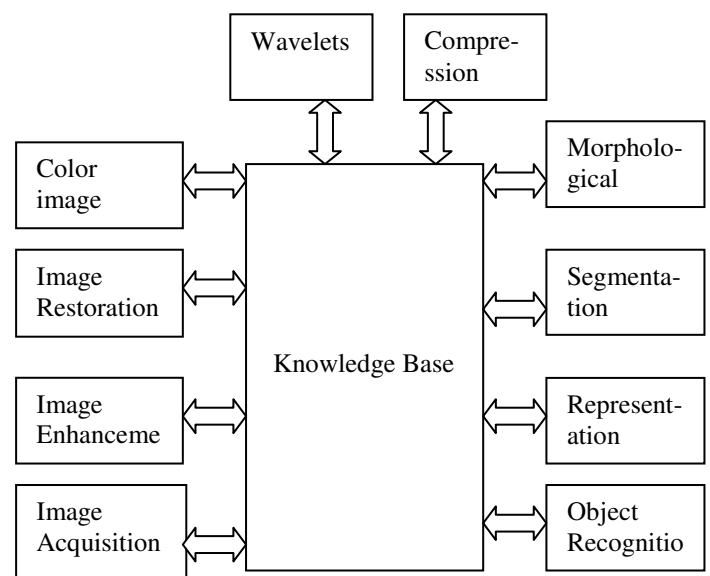 Wavelets
Compre-
ssion
Color
image
Morpholo-
gical
Image
Restoration
Segmenta-
tion
Knowledge Base
Image
Enhanceme
Represent-
ation
Image
Acquisition
Object
Recognitio